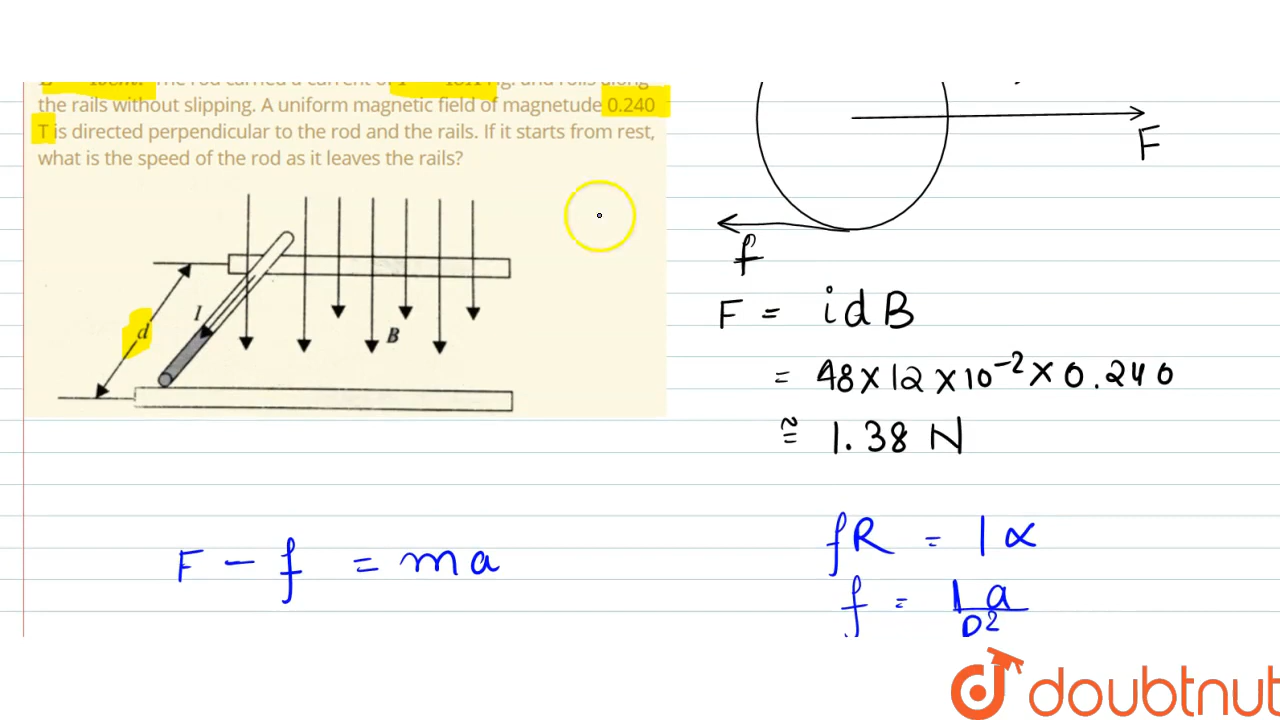 the rails without slipping. A uniform magnetic field of magnetude 0.240
T is directed perpendicular to the rod and the rails. If it starts from rest,
what is the speed of the rod as it leaves the rails?
d
I
B
F
f
F = idB
= 48×12×10⁻²×0.240
≅ 1.38 N
F - f = ma
fR = Iα
f = Ia
doubtnut